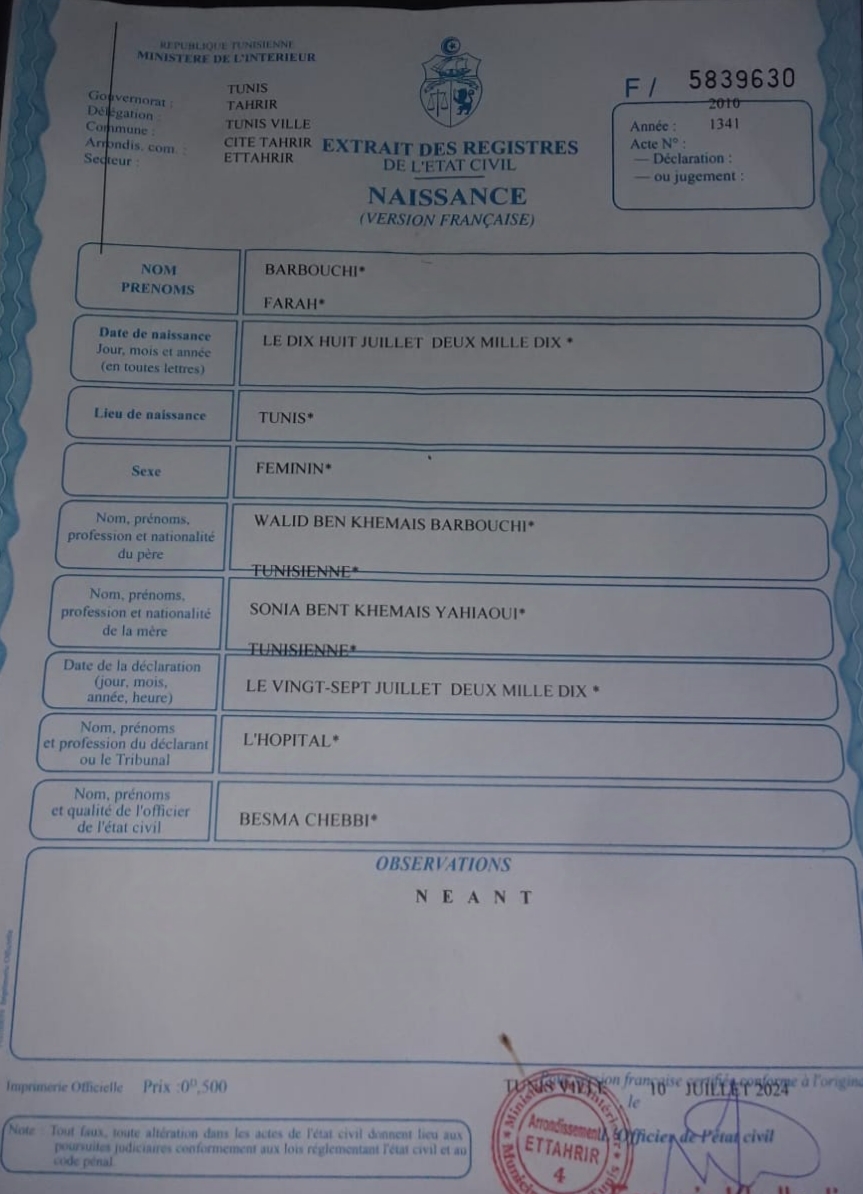 REPUBLIQUE TUNISIENNE
MINISTERE DE L'INTERIEUR
Gouvernorat : TUNIS
Délégation : TAHRIR
Commune : TUNIS VILLE
Arrondis. com. : CITE TAHRIR
Secteur : ETTAHRIR
EXTRAIT DES REGISTRES
DE L'ETAT CIVIL
NAISSANCE
(VERSION FRANÇAISE)
F / 5839630
Année : 2010
Acte N° : 1341
— Déclaration :
— ou jugement :
NOM
PRENOMS
BARBOUCHI*
FARAH*
Date de naissance
Jour, mois et année
(en toutes lettres)
LE DIX HUIT JUILLET DEUX MILLE DIX *
Lieu de naissance
TUNIS*
Sexe
FEMININ*
Nom, prénoms,
profession et nationalité
du père
WALID BEN KHEMAIS BARBOUCHI*
TUNISIENNE*
Nom, prénoms,
profession et nationalité
de la mère
SONIA BENT KHEMAIS YAHIAOUI*
TUNISIENNE*
Date de la déclaration
(jour, mois,
année, heure)
LE VINGT-SEPT JUILLET DEUX MILLE DIX *
Nom, prénoms
et profession du déclarant
ou le Tribunal
L'HOPITAL*
Nom, prénoms
et qualité de l'officier
de l'état civil
BESMA CHEBBI*
OBSERVATIONS
N E A N T
Imprimerie Officielle Prix :0ᴰ,500
version française certifiée conforme à l'origin
TUNIS VILLE le 10 JUILLET 2024
L'Officier de l'état civil
Note : Tout faux, toute altération dans les actes de l'état civil donnent lieu aux
poursuites judiciaires conformement aux lois réglementant l'état civil et au
code pénal.
Arrondissement
ETTAHRIR
4